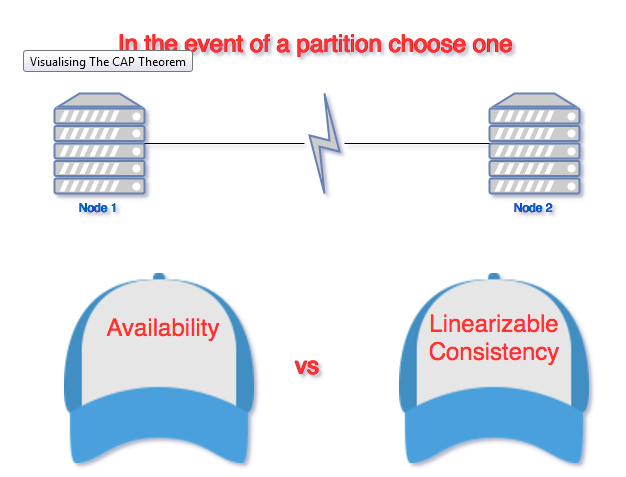 In the event of a partition choose one
Visualising The CAP Theorem
Node 1
Node 2
Availability
vs
Linearizable
Consistency